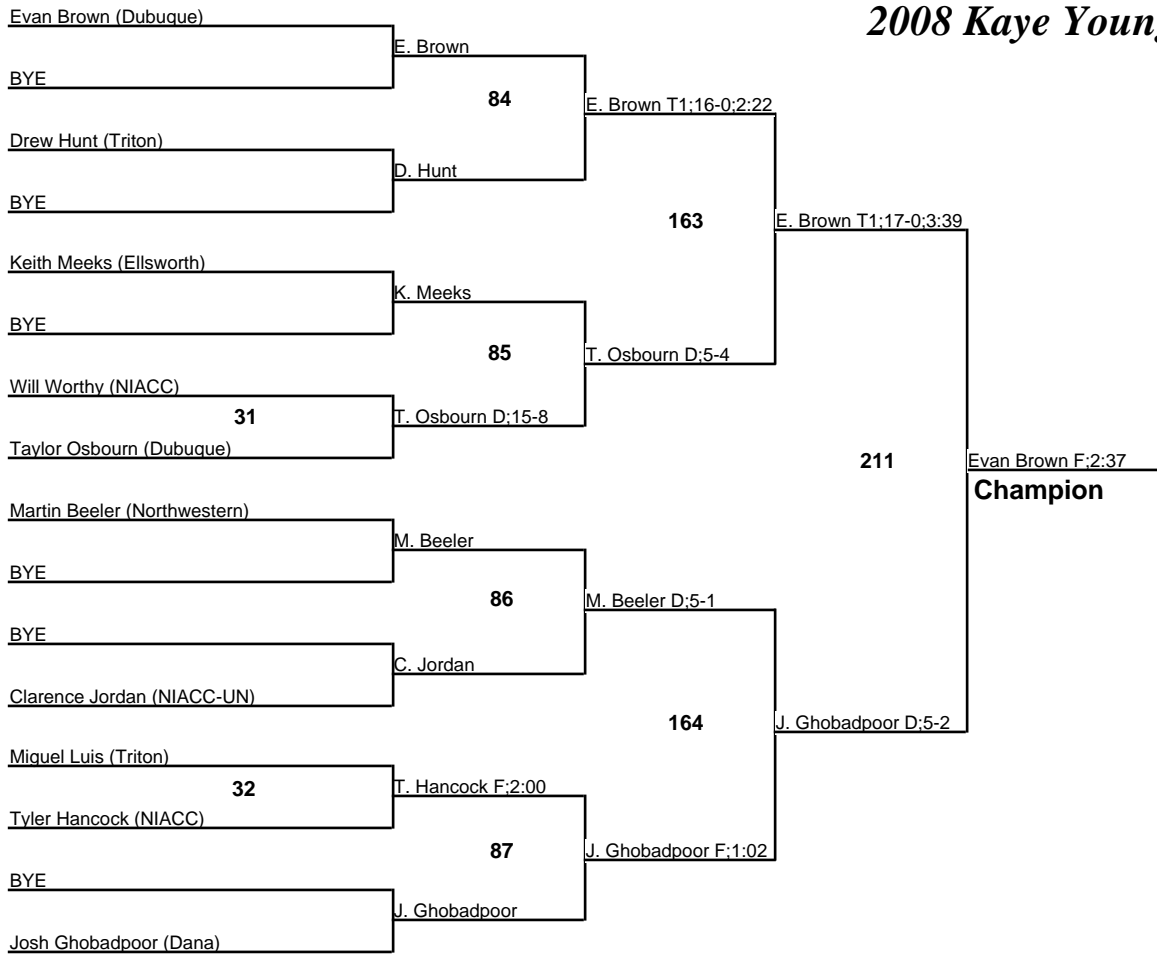 2008 Kaye Young
Evan Brown (Dubuque)
E. Brown
BYE
84
E. Brown T1;16-0;2:22
Drew Hunt (Triton)
D. Hunt
BYE
163
E. Brown T1;17-0;3:39
Keith Meeks (Ellsworth)
K. Meeks
BYE
85
T. Osbourn D;5-4
Will Worthy (NIACC)
31
T. Osbourn D;15-8
Taylor Osbourn (Dubuque)
211
Evan Brown F;2:37
Champion
Martin Beeler (Northwestern)
M. Beeler
BYE
86
M. Beeler D;5-1
BYE
C. Jordan
Clarence Jordan (NIACC-UN)
164
J. Ghobadpoor D;5-2
Miguel Luis (Triton)
32
T. Hancock F;2:00
Tyler Hancock (NIACC)
87
J. Ghobadpoor F;1:02
BYE
J. Ghobadpoor
Josh Ghobadpoor (Dana)